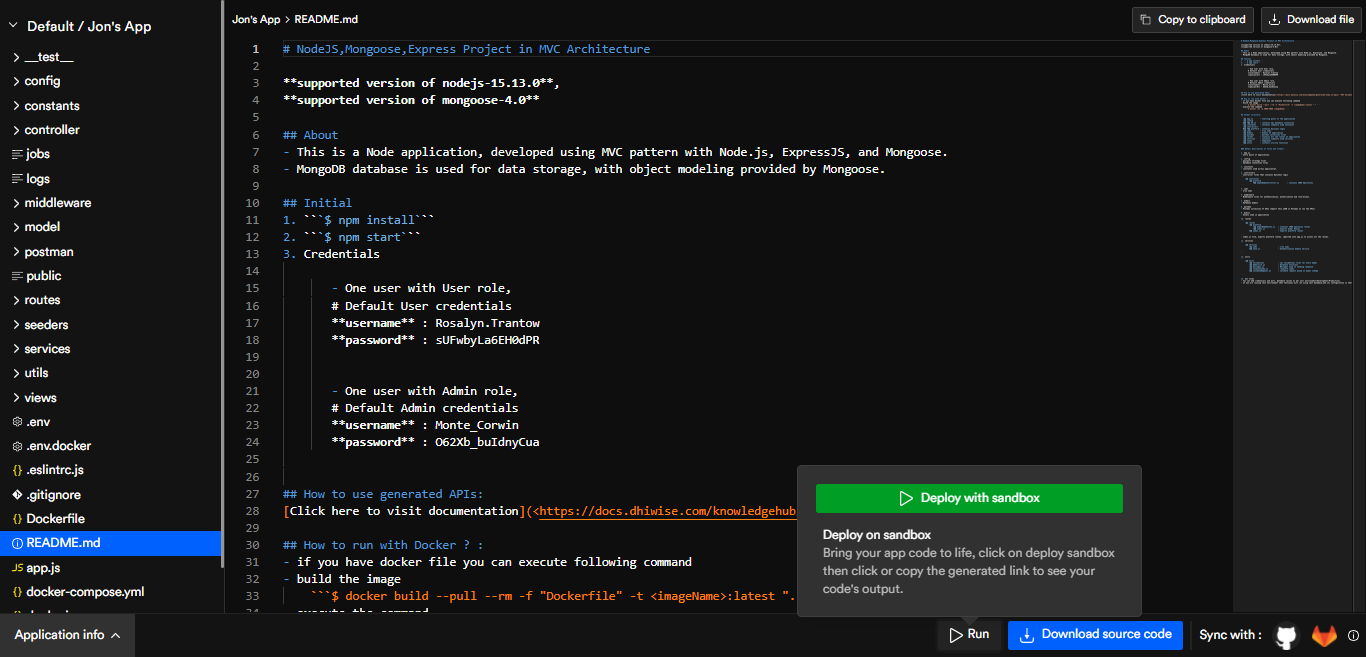 Default / Jon's App
__test__
config
constants
controller
jobs
logs
middleware
model
postman
public
routes
seeders
services
utils
views
.env
.env.docker
.eslintrc.js
.gitignore
Dockerfile
README.md
JS app.js
docker-compose.yml
Application info
Jon's App > README.md
Copy to clipboard
Download file
1 # NodeJS,Mongoose,Express Project in MVC Architecture
2
3 **supported version of nodejs-15.13.0**,
4 **supported version of mongoose-4.0**
5
6 ## About
7 - This is a Node application, developed using MVC pattern with Node.js, ExpressJS, and Mongoose.
8 - MongoDB database is used for data storage, with object modeling provided by Mongoose.
9
10 ## Initial
11 1. ```$ npm install```
12 2. ```$ npm start```
13 3. Credentials
14
15 - One user with User role,
16 # Default User credentials
17 **username** : Rosalyn.Trantow
18 **password** : sUFwbyLa6EH0dPR
19
20
21 - One user with Admin role,
22 # Default Admin credentials
23 **username** : Monte_Corwin
24 **password** : O62Xb_buIdnyCua
25
26
27 ## How to use generated APIs:
28 [Click here to visit documentation](<https://docs.dhiwise.com/knowledgehub
29
30 ## How to run with Docker ? :
31 - if you have docker file you can execute following command
32 - build the image
33 ```$ docker build --pull --rm -f "Dockerfile" -t <imageName>:latest ".
34 - execute the command
Deploy with sandbox
Deploy on sandbox
Bring your app code to life, click on deploy sandbox
then click or copy the generated link to see your
code's output.
Run
Download source code
Sync with :